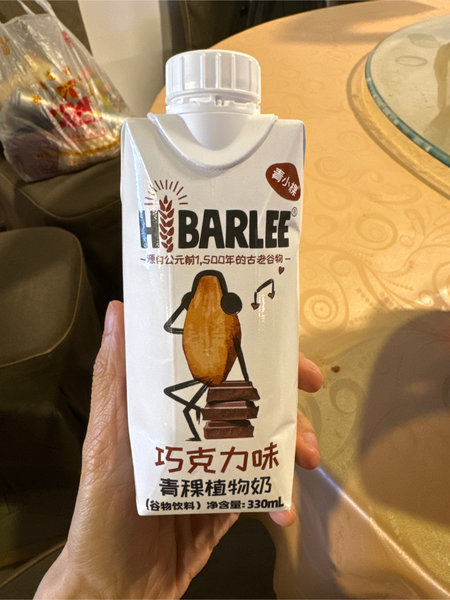 青小稞
HIBARLEE®
-源自公元前1,500年的古老谷物-
巧克力味
青稞植物奶
(谷物饮料) 净含量:330mL